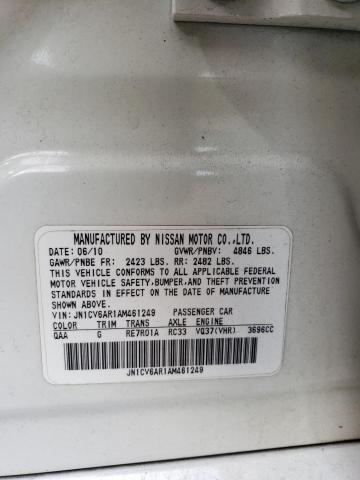 MANUFACTURED BY NISSAN MOTOR CO.,LTD.
DATE: 06/10 GVWR/PNBV: 4846 LBS.
GAWR/PNBE FR: 2423 LBS. RR: 2482 LBS.
THIS VEHICLE CONFORMS TO ALL APPLICABLE FEDERAL
MOTOR VEHICLE SAFETY,BUMPER,AND THEFT PREVENTION
STANDARDS IN EFFECT ON THE DATE OF MANUFACTURE
SHOWN ABOVE.
VIN: JN1CV6AR1AM461249 PASSENGER CAR
COLOR TRIM TRANS AXLE ENGINE
QAA G RE7R01A RC33 VQ37(VHR) 3696CC
JN1CV6AR1AM461249